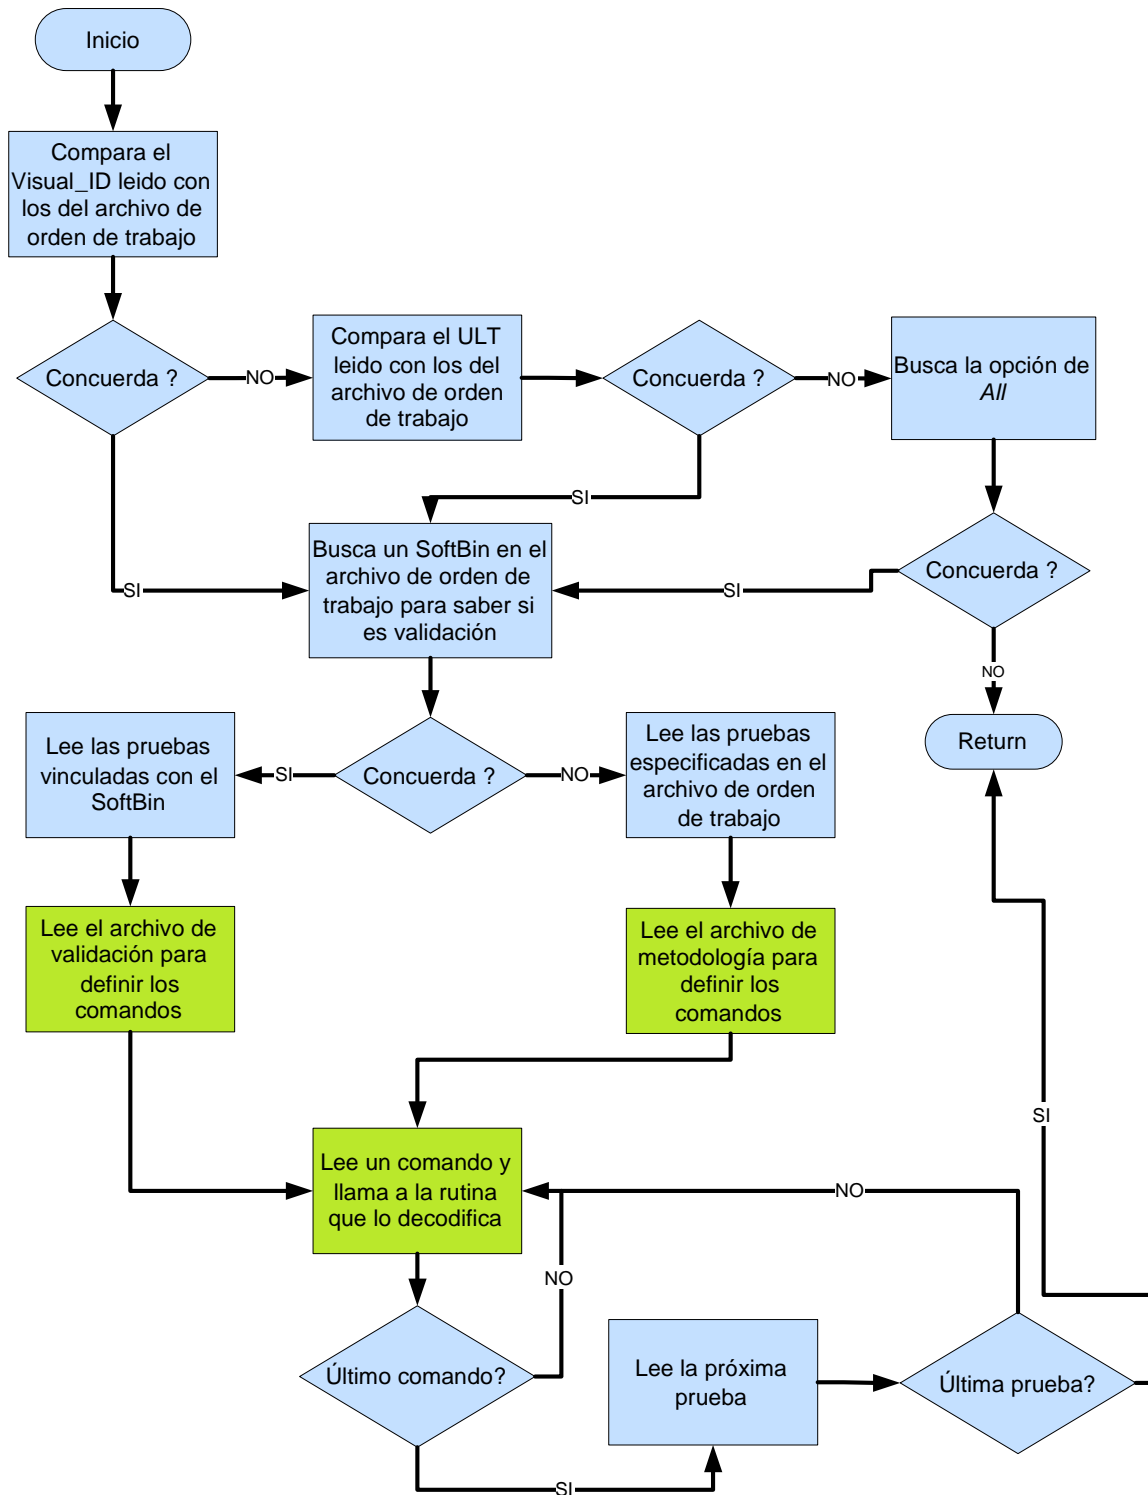 Inicio
Compara el
Visual_ID leido con
los del archivo de
orden de trabajo
Concuerda ?
NO
Compara el ULT
leido con los del
archivo de orden
de trabajo
Concuerda ?
NO
Busca la opción de
All
SI
SI
Busca un SoftBin en el
archivo de orden de
trabajo para saber si
es validación
SI
Concuerda ?
NO
Return
Lee las pruebas
vinculadas con el
SoftBin
SI
Concuerda ?
NO
Lee las pruebas
especificadas en el
archivo de orden
de trabajo
Lee el archivo de
validación para
definir los
comandos
Lee el archivo de
metodología para
definir los
comandos
SI
Lee un comando y
llama a la rutina
que lo decodifica
NO
NO
Último comando?
Lee la próxima
prueba
Última prueba?
SI